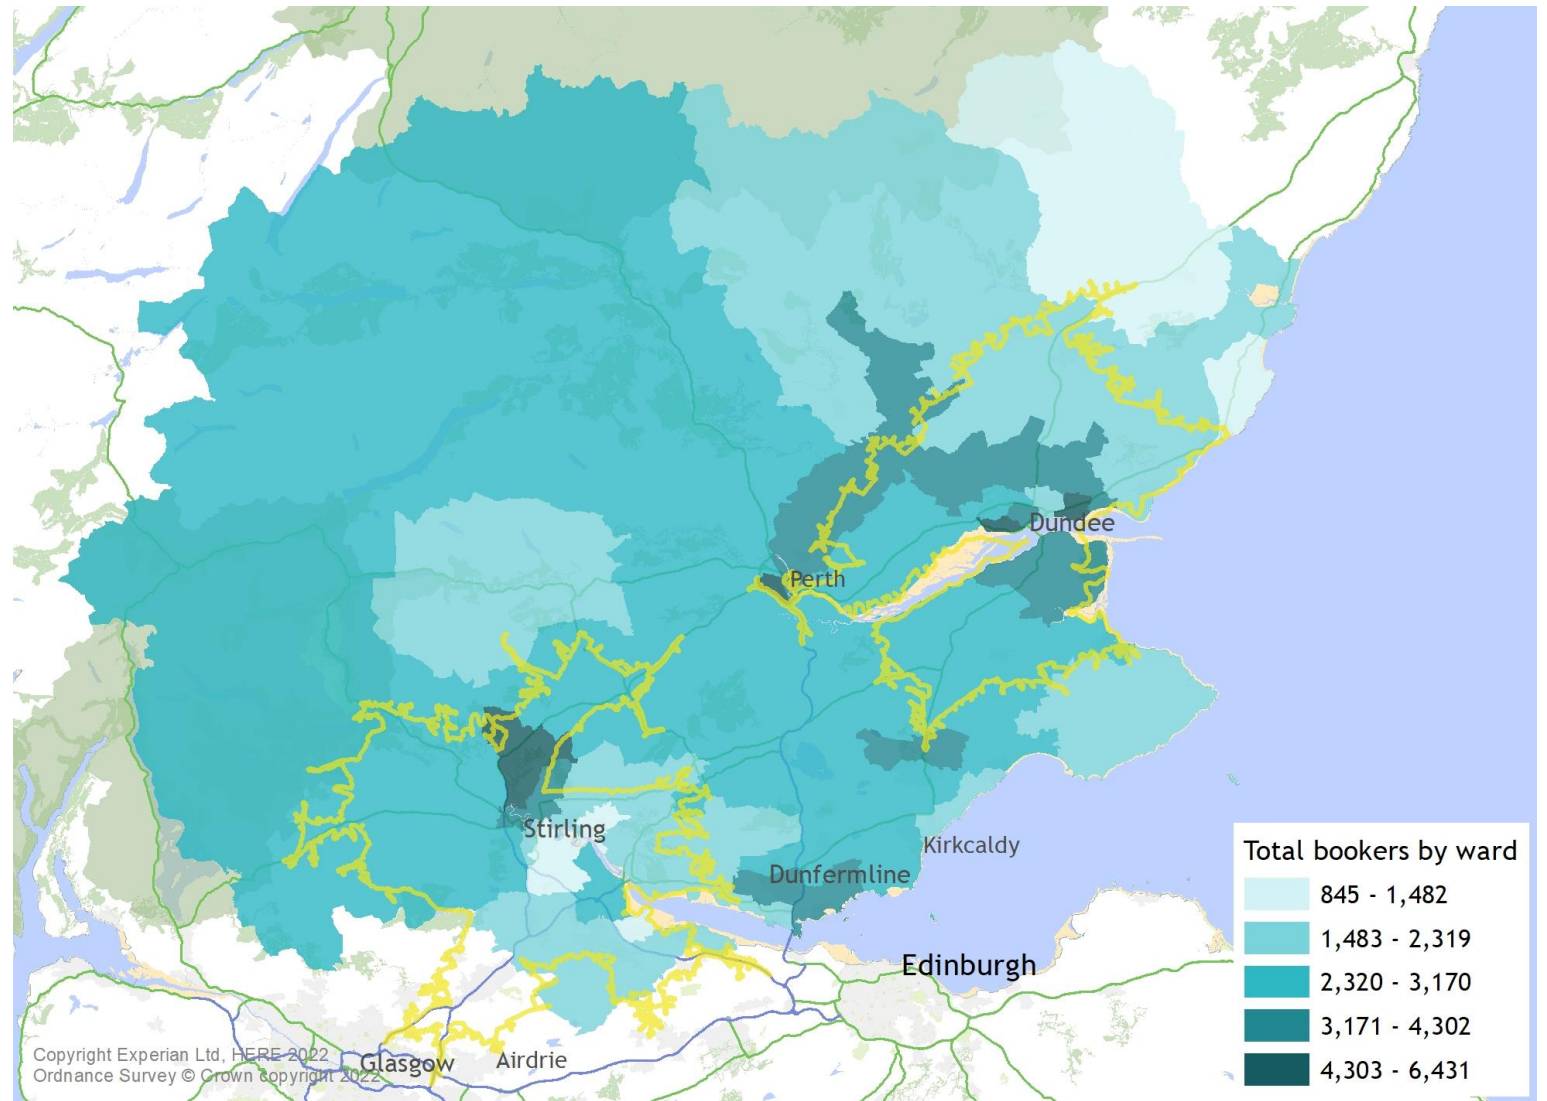 Dundee
Perth
Stirling
Kirkcaldy
Dunfermline
Edinburgh
Glasgow
Airdrie
Total bookers by ward
845 - 1,482
1,483 - 2,319
2,320 - 3,170
3,171 - 4,302
4,303 - 6,431
Copyright Experian Ltd, HERE 2022
Ordnance Survey © Crown copyright 2022